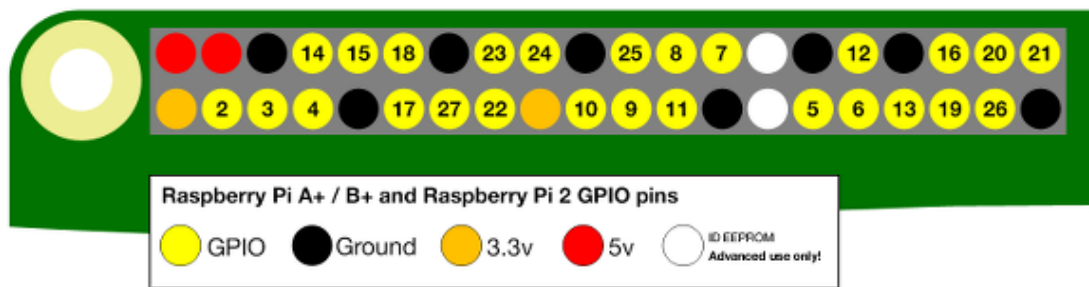 14 15 18 23 24 25 8 7 12 16 20 21
2 3 4 17 27 22 10 9 11 5 6 13 19 26
Raspberry Pi A+ / B+ and Raspberry Pi 2 GPIO pins
GPIO Ground 3.3v 5v ID EEPROM
Advanced use only!